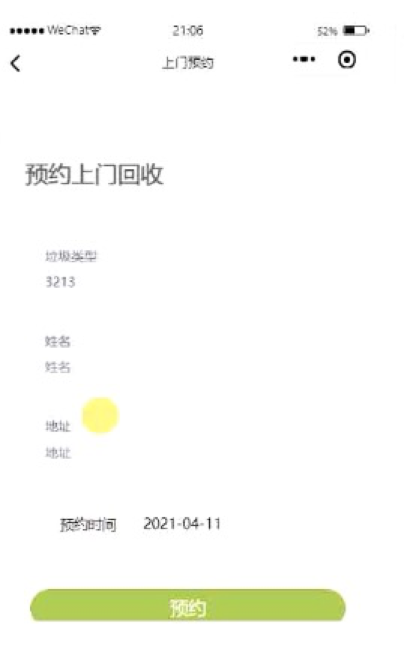 WeChat 21:06 52%
上门预约
预约上门回收
垃圾类型
3213
姓名
姓名
地址
地址
预约时间 2021-04-11
预约